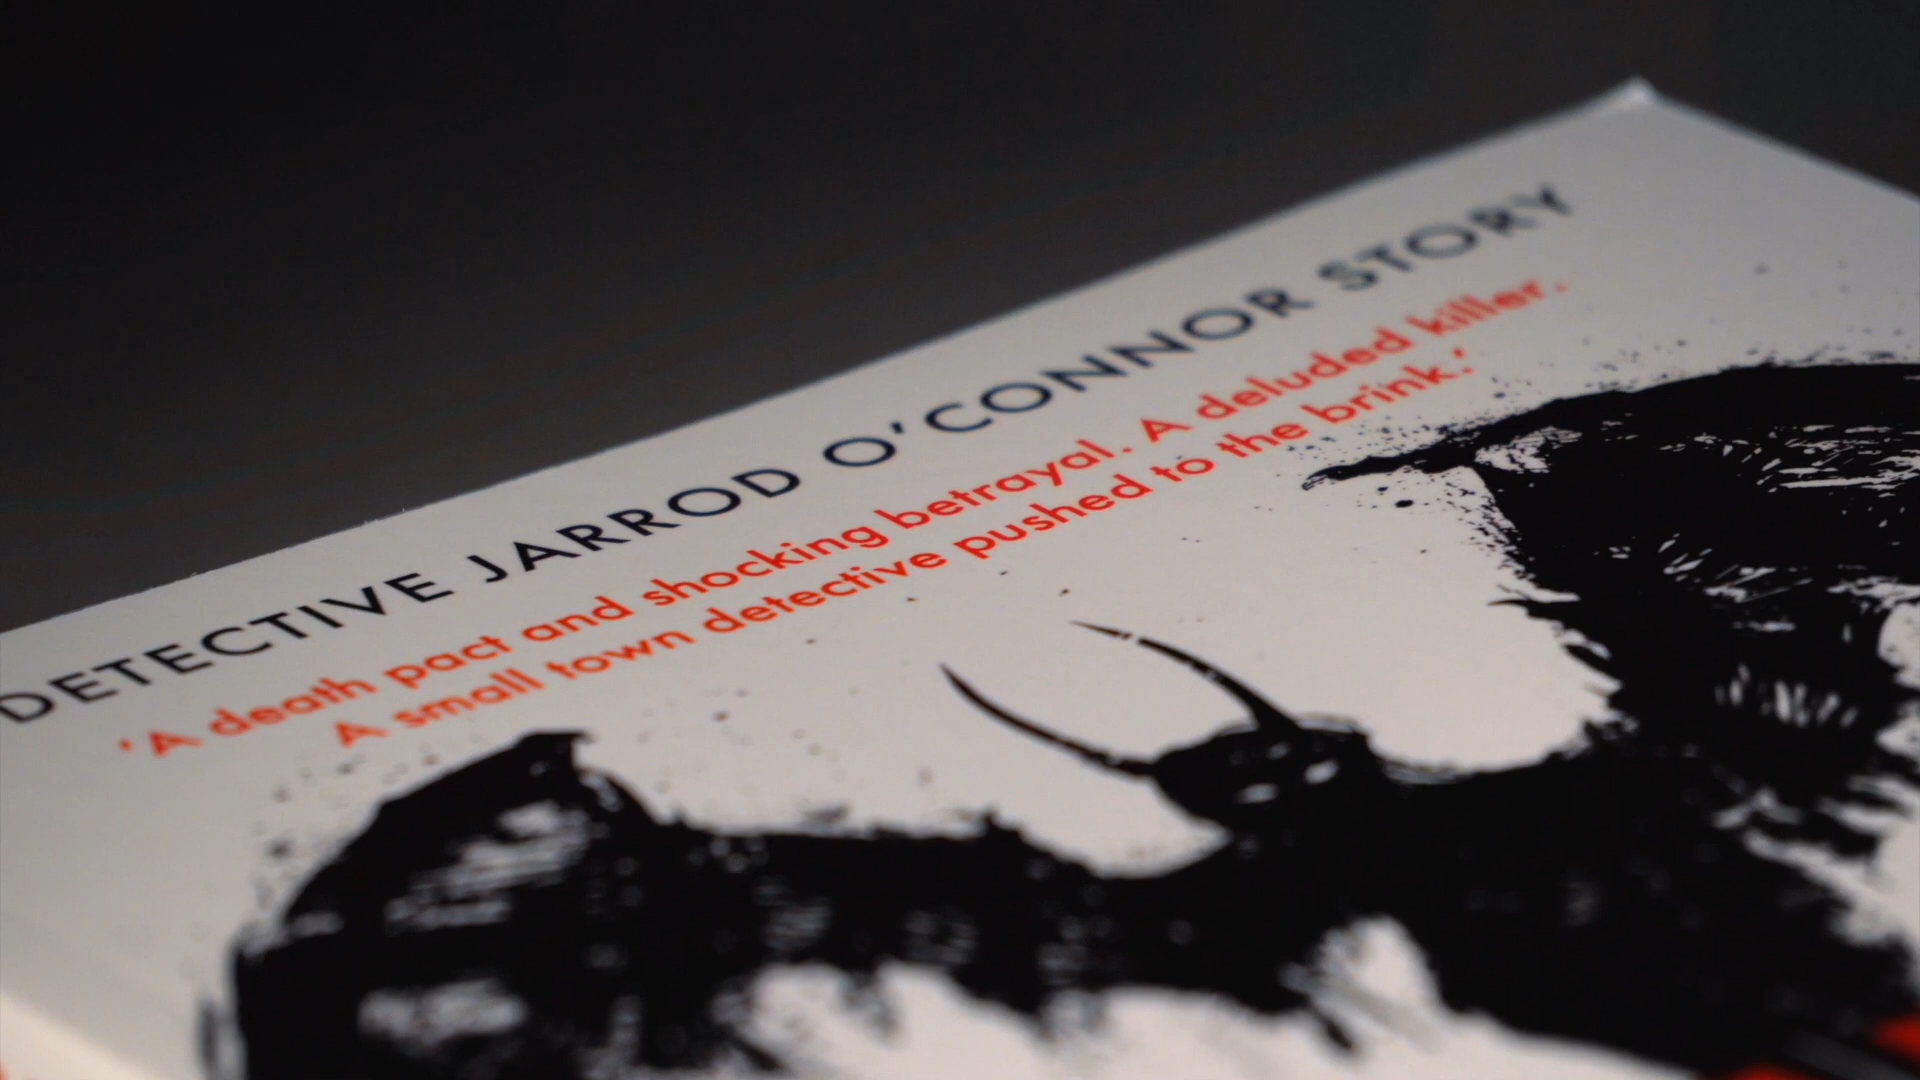 DETECTIVE JARROD O'CONNOR STORY
'A death pact and shocking betrayal. A deluded killer.
A small town detective pushed to the brink.'